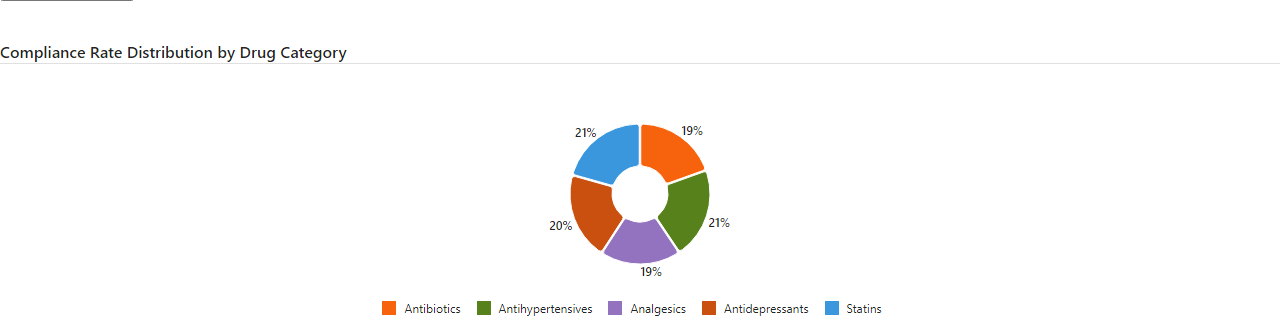 Compliance Rate Distribution by Drug Category
21%
19%
20%
21%
19%
Antibiotics
Antihypertensives
Analgesics
Antidepressants
Statins